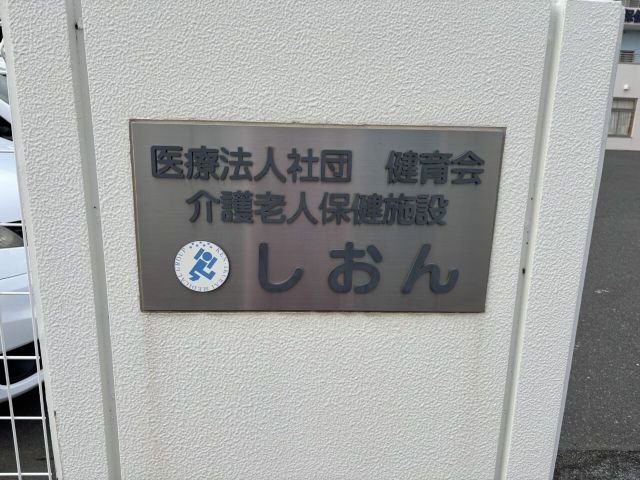 医療法人社団　健育会
介護老人保健施設
しおん